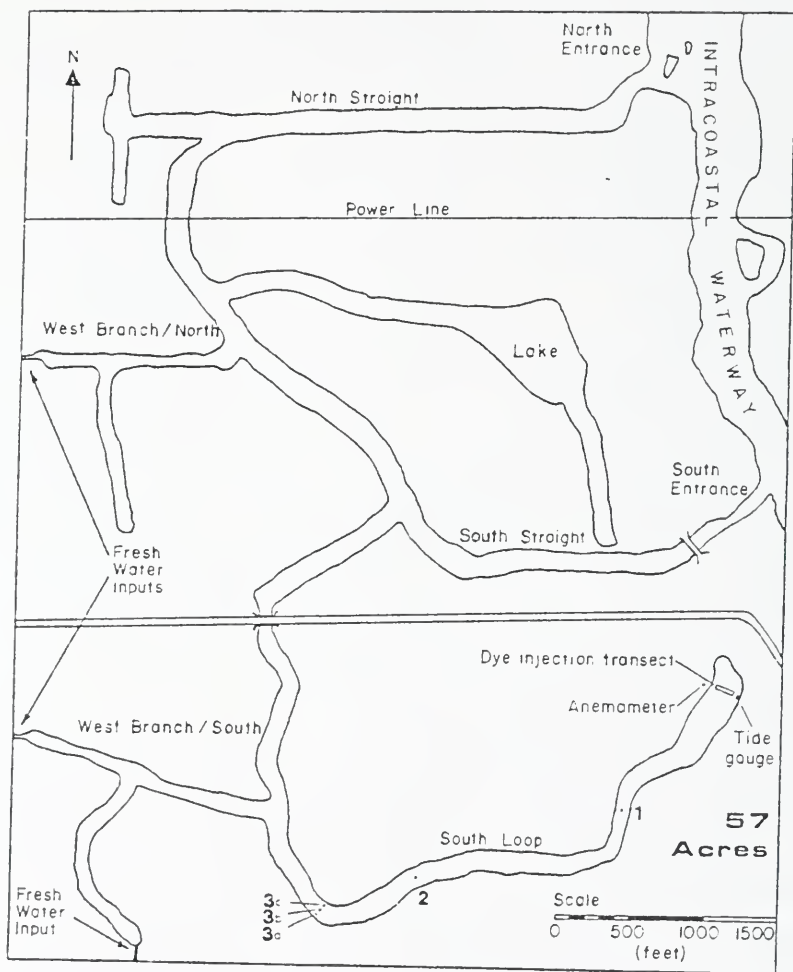 North
Entrance
N
North Straight
INTRACOASTAL
WATERWAY
Power Line
West Branch/North
Lake
South
Entrance
South Straight
Fresh
Water
Inputs
Dye injection transect
Anemameter
Tide
gauge
West Branch/South
1
57
Acres
South Loop
2
3c
3b
3a
Fresh
Water
Input
Scale
0 500 1000 1500
(feet)